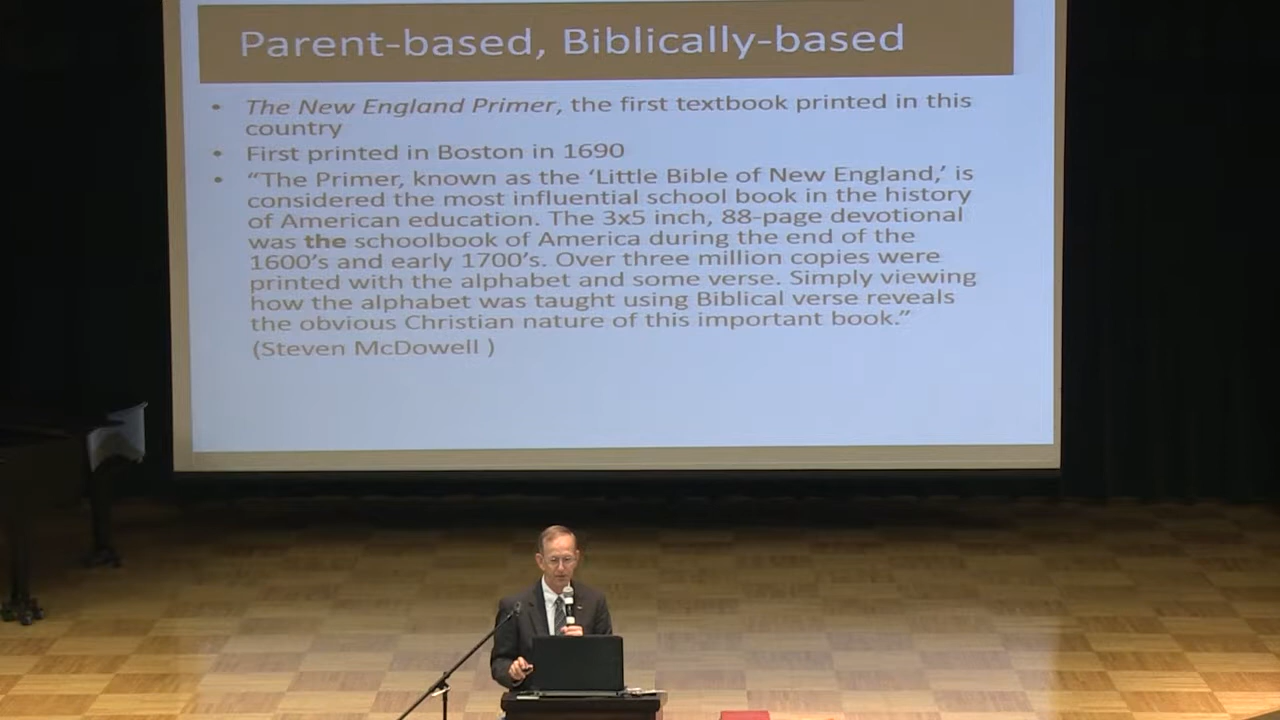 Parent-based, Biblically-based
• The New England Primer, the first textbook printed in this
country
• First printed in Boston in 1690
• “The Primer, known as the ‘Little Bible of New England,’ is
considered the most influential school book in the history
of American education. The 3x5 inch, 88-page devotional
was the schoolbook of America during the end of the
1600’s and early 1700’s. Over three million copies were
printed with the alphabet and some verse. Simply viewing
how the alphabet was taught using Biblical verse reveals
the obvious Christian nature of this important book.”
(Steven McDowell )